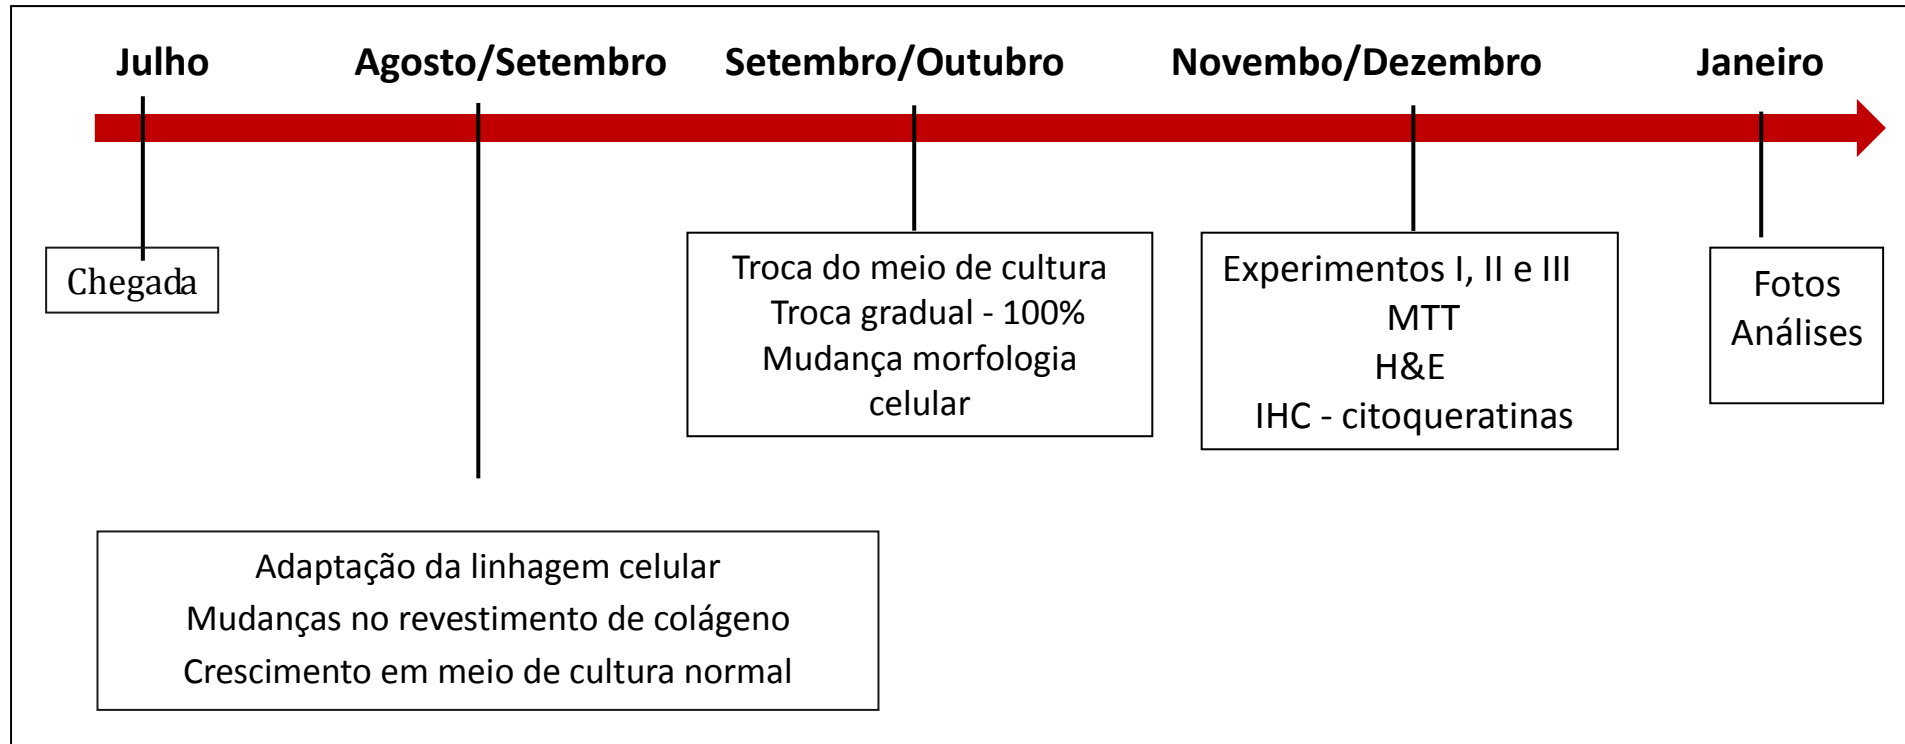 Julho
Agosto/Setembro
Setembro/Outubro
Novembo/Dezembro
Janeiro
Chegada
Adaptação da linhagem celular
Mudanças no revestimento de colágeno
Crescimento em meio de cultura normal
Troca do meio de cultura
Troca gradual - 100%
Mudança morfologia
celular
Experimentos I, II e III
MTT
H&E
IHC - citoqueratinas
Fotos
Análises